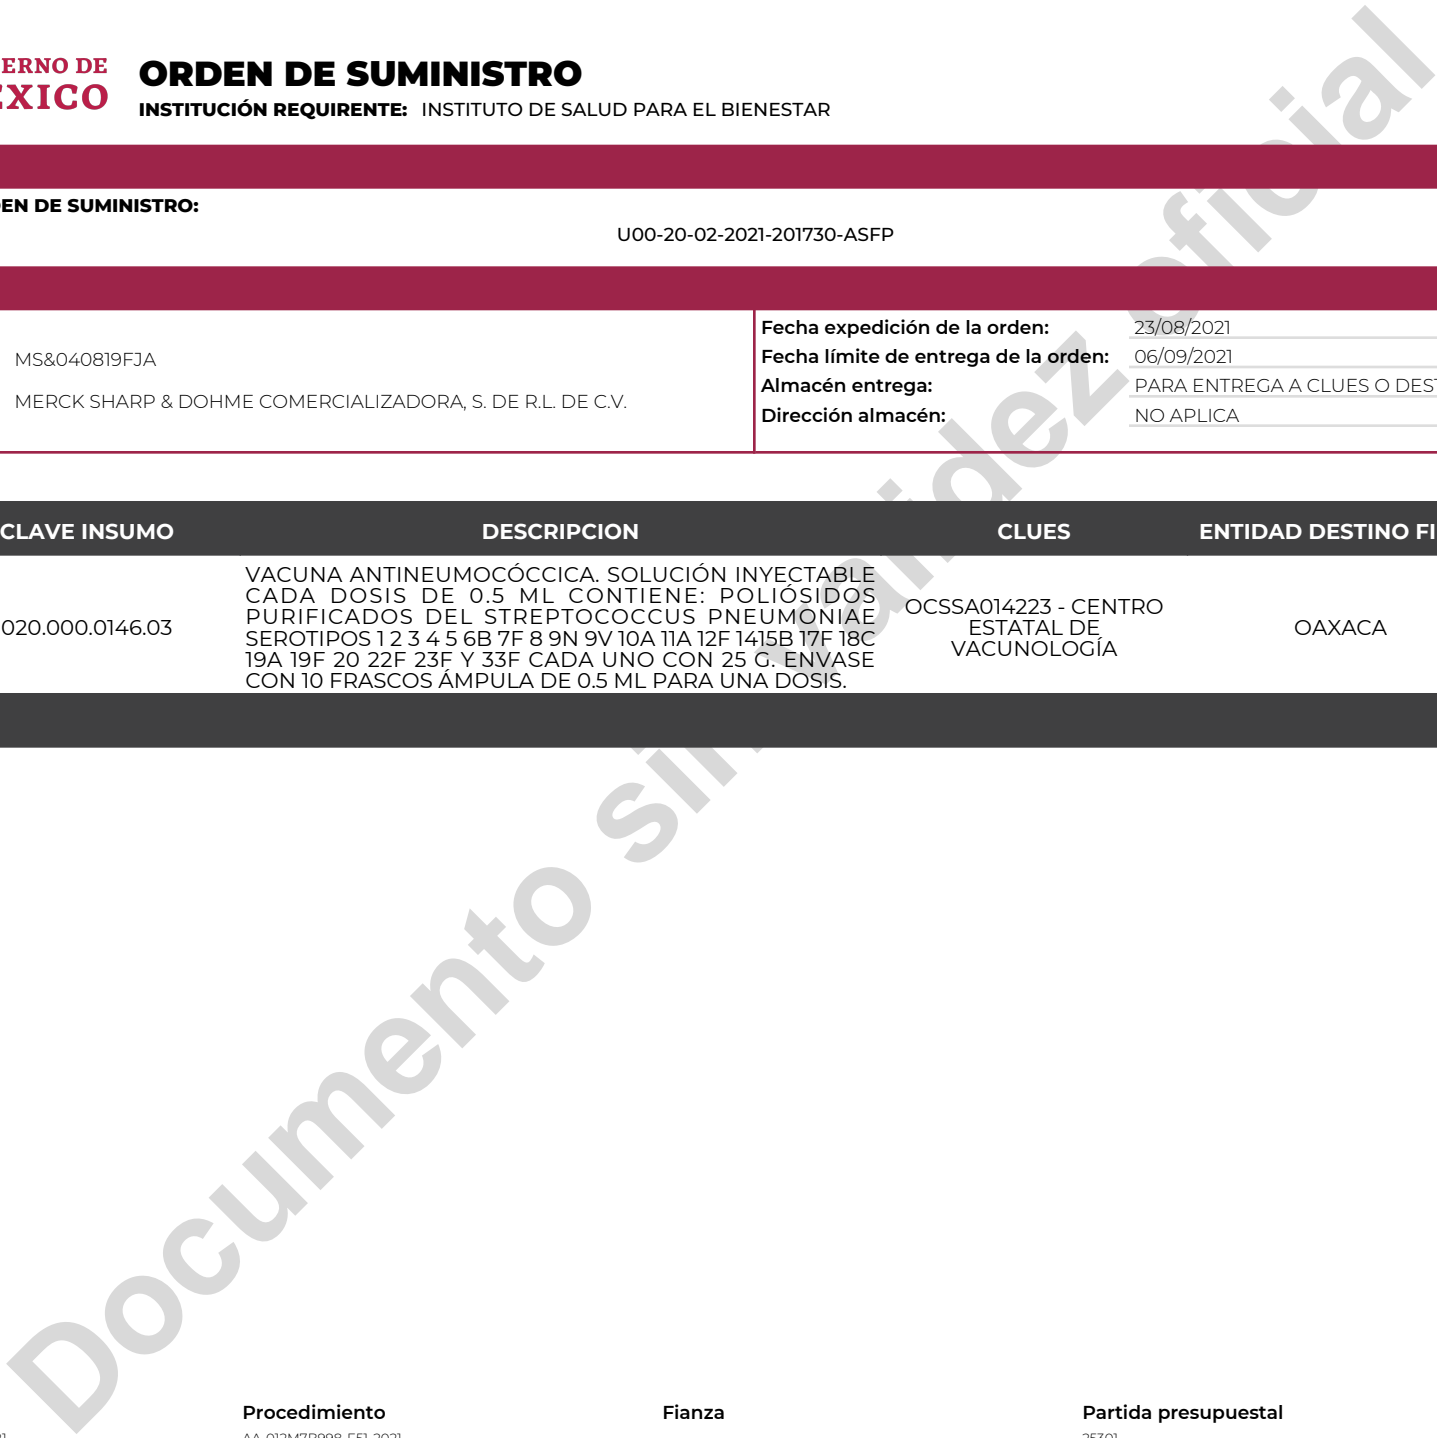 ERNO DE
ÉXICO
ORDEN DE SUMINISTRO
INSTITUCIÓN REQUIRENTE: INSTITUTO DE SALUD PARA EL BIENESTAR
EN DE SUMINISTRO:
U00-20-02-2021-201730-ASFP
MS&040819FJA
MERCK SHARP & DOHME COMERCIALIZADORA, S. DE R.L. DE C.V.
Fecha expedición de la orden: 23/08/2021
Fecha límite de entrega de la orden: 06/09/2021
Almacén entrega: PARA ENTREGA A CLUES O DEST
Dirección almacén: NO APLICA
CLAVE INSUMO DESCRIPCION CLUES ENTIDAD DESTINO FI
020.000.0146.03
VACUNA ANTINEUMOCÓCCICA. SOLUCIÓN INYECTABLE
CADA DOSIS DE 0.5 ML CONTIENE: POLIÓSIDOS
PURIFICADOS DEL STREPTOCOCCUS PNEUMONIAE
SEROTIPOS 1 2 3 4 5 6B 7F 8 9N 9V 10A 11A 12F 1415B 17F 18C
19A 19F 20 22F 23F Y 33F CADA UNO CON 25 G. ENVASE
CON 10 FRASCOS ÁMPULA DE 0.5 ML PARA UNA DOSIS.
OCSSA014223 - CENTRO
ESTATAL DE
VACUNOLOGÍA
OAXACA
Documento sin validez oficial
Procedimiento Fianza Partida presupuestal